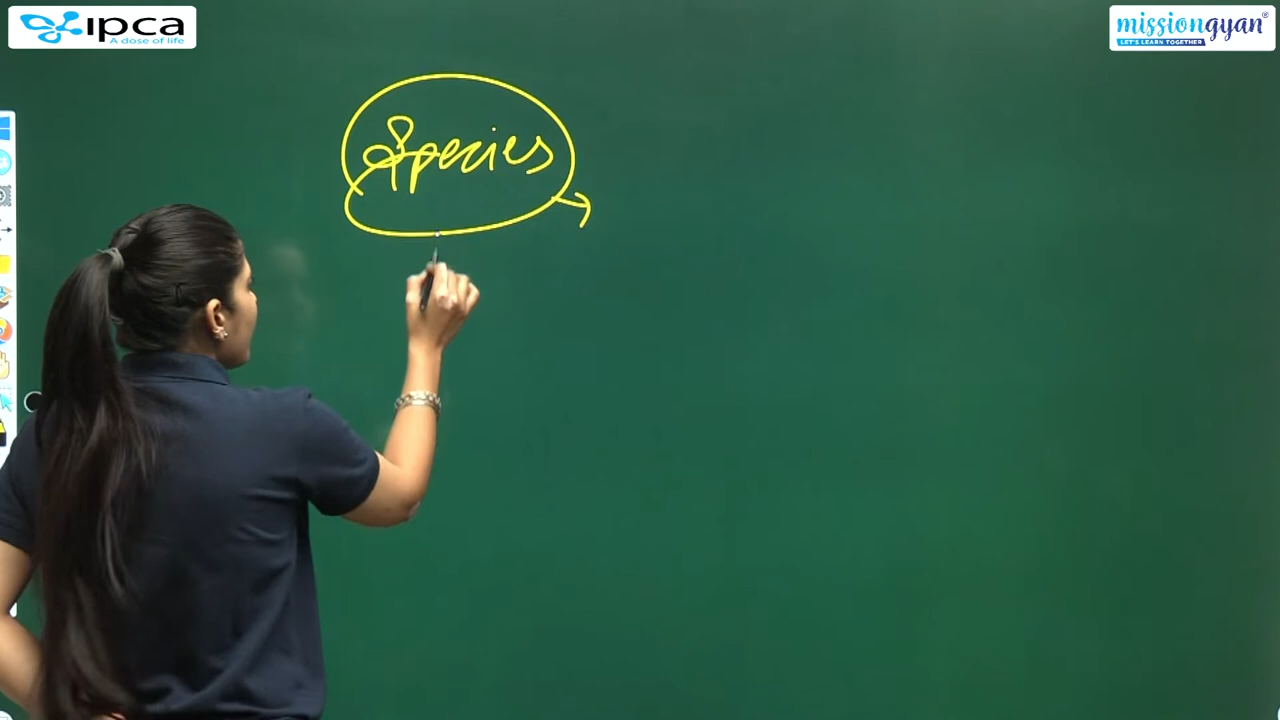 ipca
A dose of life
missiongyan®
LET'S LEARN TOGETHER
Species